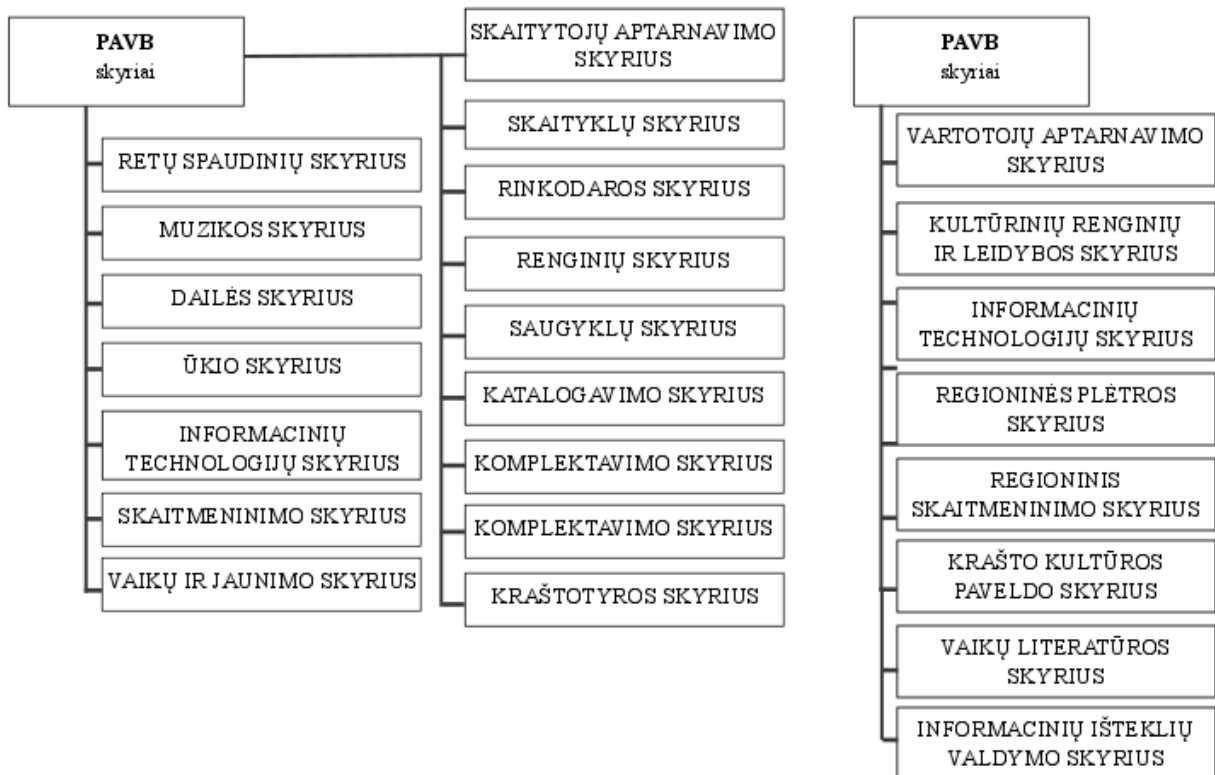 PAVB
skyriai
RETŲ SPAUDINIŲ SKYRIUS
MUZIKOS SKYRIUS
DAILĖS SKYRIUS
ŪKIO SKYRIUS
INFORMACINIŲ
TECHNOLOGIJŲ SKYRIUS
SKAITMENINIMO SKYRIUS
VAIKŲ IR JAUNIMO SKYRIUS
SKAITYTOJŲ APTARNAVIMO
SKYRIUS
SKAITYKLŲ SKYRIUS
RINKODAROS SKYRIUS
RENGINIŲ SKYRIUS
SAUGYKLŲ SKYRIUS
KATALOGAVIMO SKYRIUS
KOMPLEKTAVIMO SKYRIUS
KOMPLEKTAVIMO SKYRIUS
KRAŠTOTYROS SKYRIUS
PAVB
skyriai
VARTOTOJŲ APTARNAVIMO
SKYRIUS
KULTŪRINIŲ RENGINIŲ
IR LEIDYBOS SKYRIUS
INFORMACINIŲ
TECHNOLOGIJŲ SKYRIUS
REGIONINĖS PLĖTROS
SKYRIUS
REGIONINIS
SKAITMENINIMO SKYRIUS
KRAŠTO KULTŪROS
PAVELDO SKYRIUS
VAIKŲ LITERATŪROS
SKYRIUS
INFORMACINIŲ IŠTEKLIŲ
VALDYMO SKYRIUS